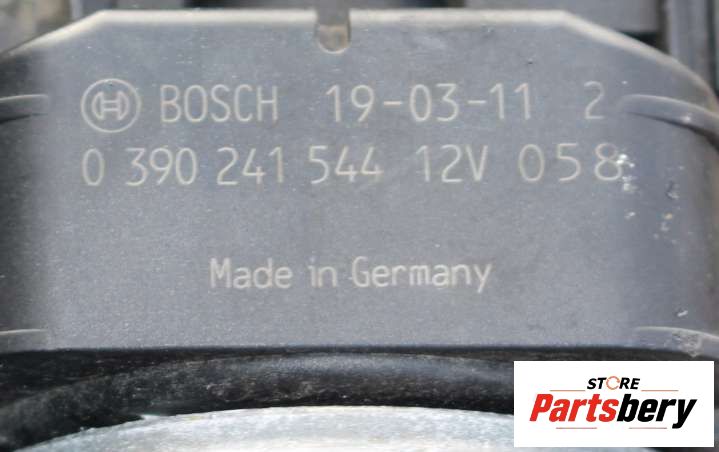 BOSCH 19-03-11 2
0 390 241 544 12V 058
Made in Germany
STORE
Partsbery